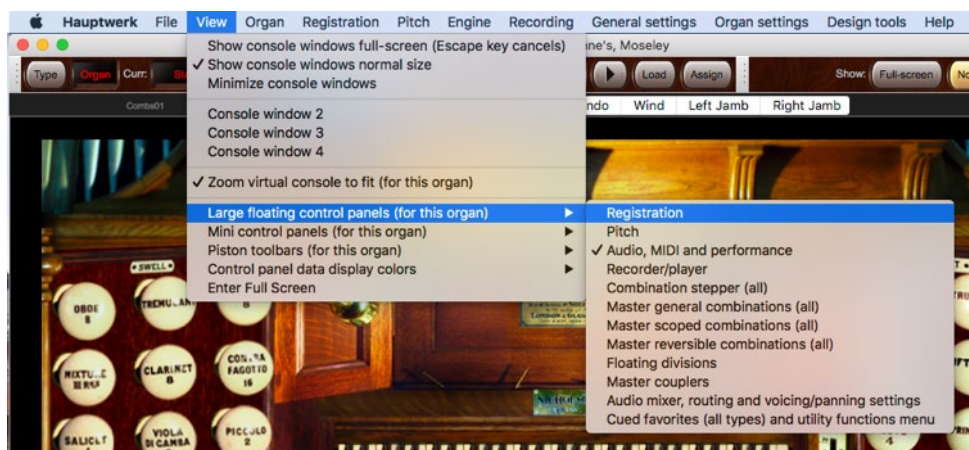 Hauptwerk File View Organ Registration Pitch Engine Recording General settings Organ settings Design tools Help
ne's, Moseley
Type Organ Curr: Load Assign Show: Full-screen
Combs01
Wind Left Jamb Right Jamb
Show console windows full-screen (Escape key cancels)
✓ Show console windows normal size
Minimize console windows
Console window 2
Console window 3
Console window 4
✓ Zoom virtual console to fit (for this organ)
Large floating control panels (for this organ)
Mini control panels (for this organ)
Piston toolbars (for this organ)
Control panel data display colors
Enter Full Screen
Registration
Pitch
✓ Audio, MIDI and performance
Recorder/player
Combination stepper (all)
Master general combinations (all)
Master scoped combinations (all)
Master reversible combinations (all)
Floating divisions
Master couplers
Audio mixer, routing and voicing/panning settings
Cued favorites (all types) and utility functions menu
• SWELL •
OBOE
8
8
CLARINET
8
CONTRA
FAGOTTO
16
VIOLA
DI GAMBA
PICCOLO
2
4